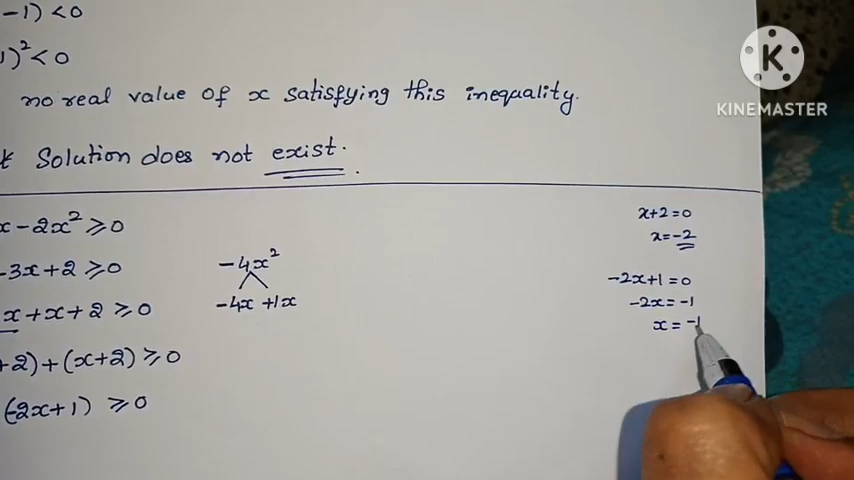 -1) < 0
1)² < 0
no real value of x satisfying this inequality.
Solution does not exist.
x - 2x² ≥ 0
-3x + 2 ≥ 0
x + x + 2 ≥ 0
+2) + (x+2) ≥ 0
(-2x+1) ≥ 0
-4x²
-4x +1x
x+2=0
x=-2
-2x+1=0
-2x=-1
x=-1
K
KINEMASTER